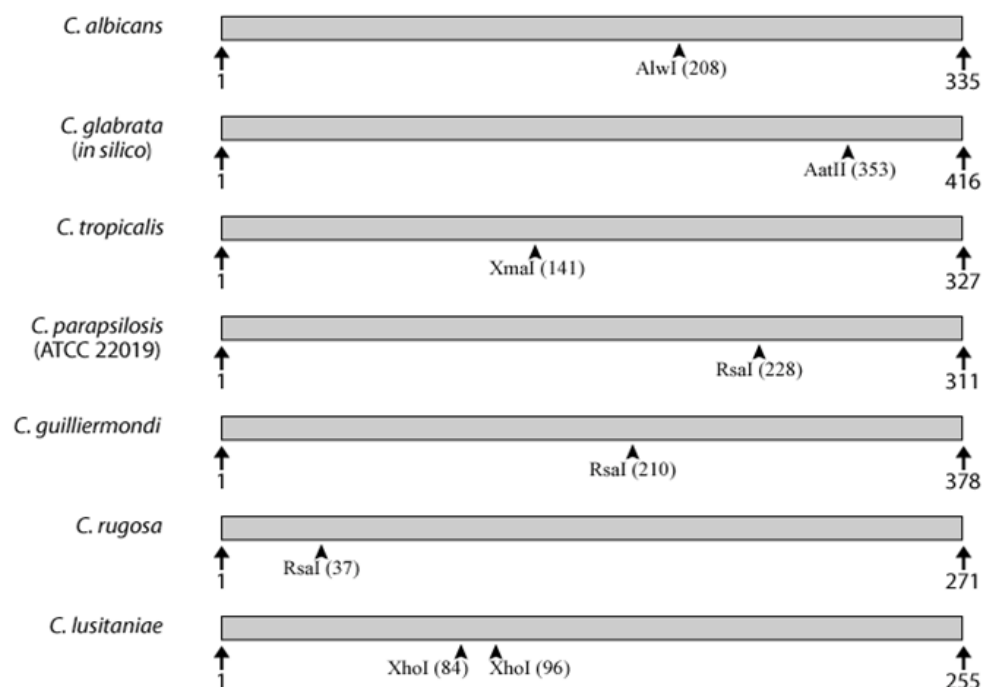 C. albicans
AlwI (208)
1
335
C. glabrata
(in silico)
AatII (353)
1
416
C. tropicalis
XmaI (141)
1
327
C. parapsilosis
(ATCC 22019)
RsaI (228)
1
311
C. guilliermondi
RsaI (210)
1
378
C. rugosa
RsaI (37)
1
271
C. lusitaniae
XhoI (84) XhoI (96)
1
255